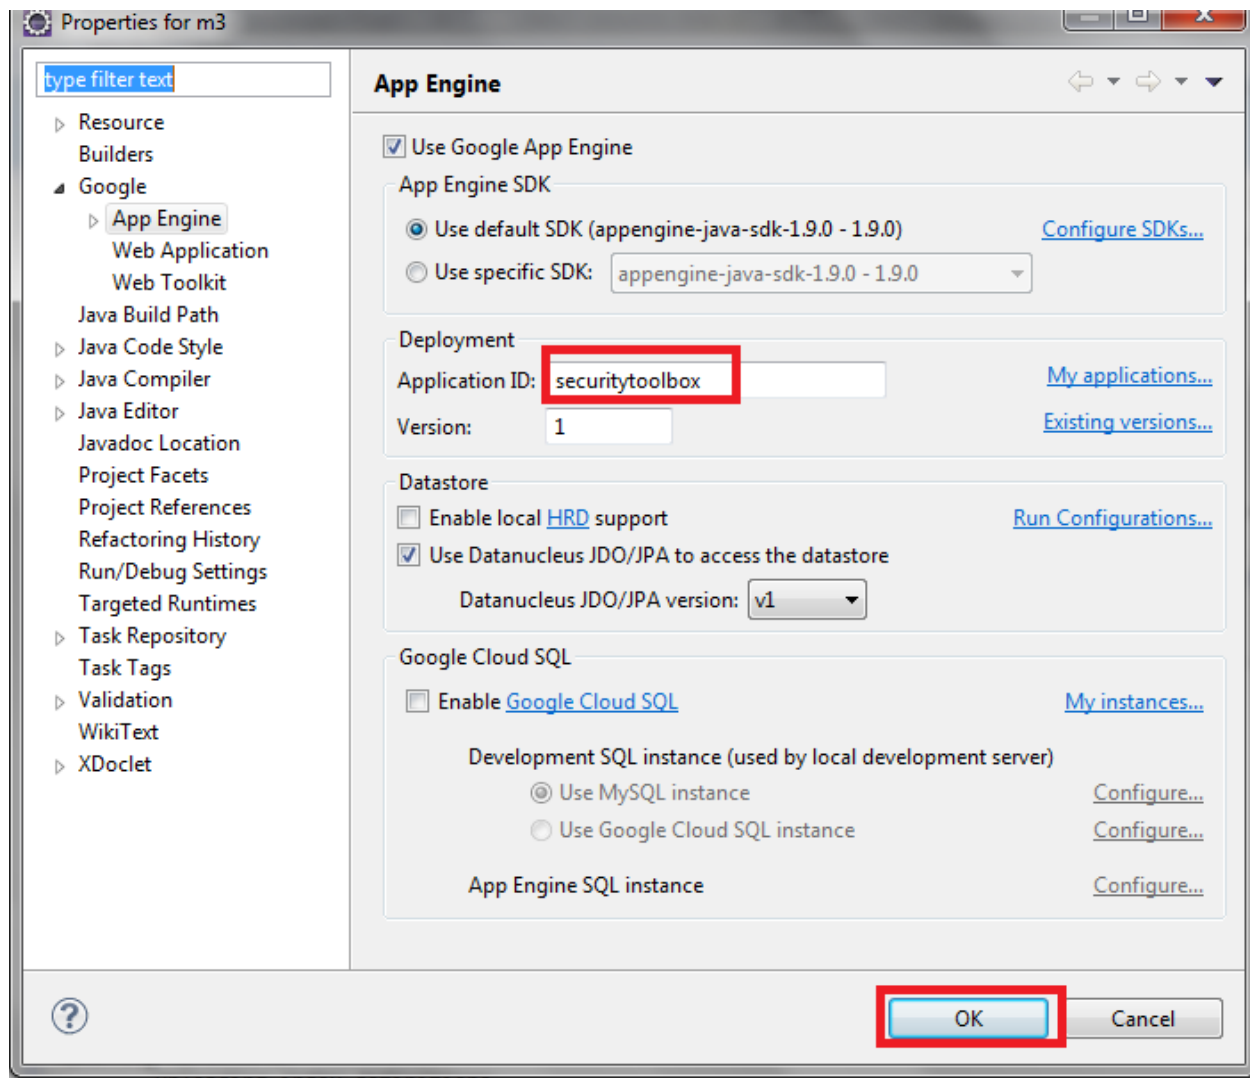 Properties for m3
type filter text
Resource
Builders
Google
App Engine
Web Application
Web Toolkit
Java Build Path
Java Code Style
Java Compiler
Java Editor
Javadoc Location
Project Facets
Project References
Refactoring History
Run/Debug Settings
Targeted Runtimes
Task Repository
Task Tags
Validation
WikiText
XDoclet
App Engine
Use Google App Engine
App Engine SDK
Use default SDK (appengine-java-sdk-1.9.0 - 1.9.0) Configure SDKs...
Use specific SDK: appengine-java-sdk-1.9.0 - 1.9.0
Deployment
Application ID: securitytoolbox My applications...
Version: 1 Existing versions...
Datastore
Enable local HRD support Run Configurations...
Use Datanucleus JDO/JPA to access the datastore
Datanucleus JDO/JPA version: v1
Google Cloud SQL
Enable Google Cloud SQL My instances...
Development SQL instance (used by local development server)
Use MySQL instance Configure...
Use Google Cloud SQL instance Configure...
App Engine SQL instance Configure...
? OK Cancel